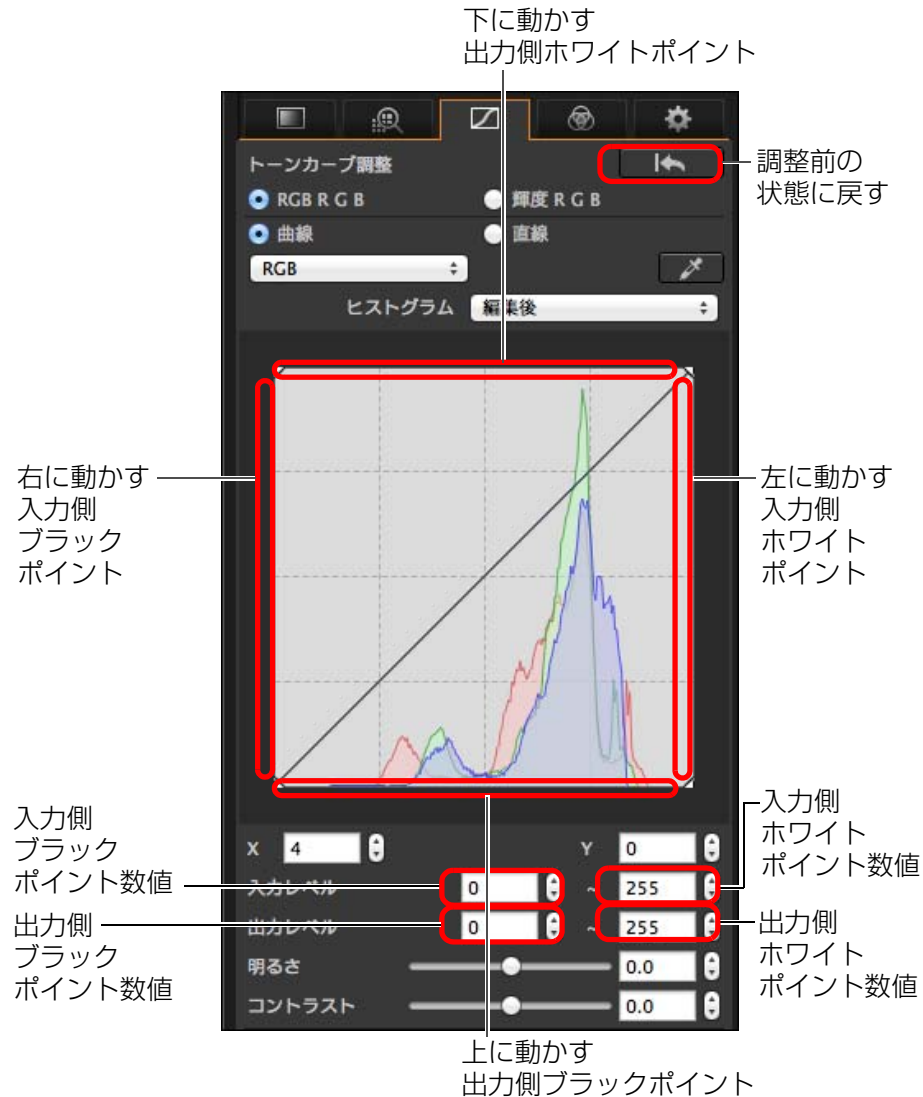 下に動かす
出力側ホワイトポイント
トーンカーブ調整
調整前の
状態に戻す
RGB R G B
輝度 R G B
曲線
直線
RGB
ヒストグラム
編集後
右に動かす
入力側
ブラック
ポイント
左に動かす
入力側
ホワイト
ポイント
入力側
ブラック
ポイント数値
入力側
ホワイト
ポイント数値
X 4
Y 0
入力レベル 0 ~ 255
出力レベル 0 ~ 255
出力側
ブラック
ポイント数値
出力側
ホワイト
ポイント数値
明るさ 0.0
コントラスト 0.0
上に動かす
出力側ブラックポイント